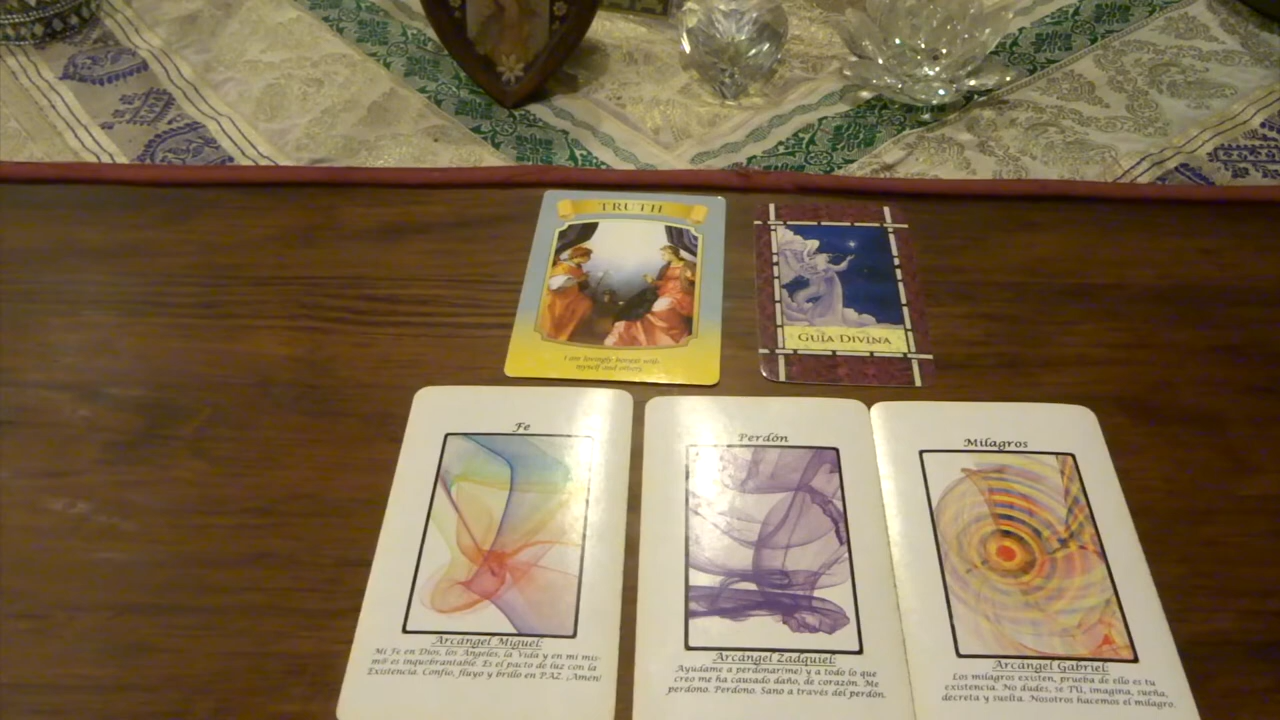 TRUTH
I am lovingly honest with
myself and others.
GUÍA DIVINA
Fe
Arcángel Miguel:
Mi Fe en Dios, los Ángeles, la Vida y en mi mis-
m@ es inquebrantable. Es el pacto de luz con la
Existencia. Confío, fluyo y brillo en PAZ. ¡Amén!
Perdón
Arcángel Zadquiel:
Ayúdame a perdonar(me) y a todo lo que
creo me ha causado daño, de corazón. Me
perdono. Perdono. Sano a través del perdón.
Milagros
Arcángel Gabriel:
Los milagros existen, prueba de ello es tu
existencia. No dudes, se TÚ, imagina, sueña,
decreta y suelta. Nosotros hacemos el milagro.